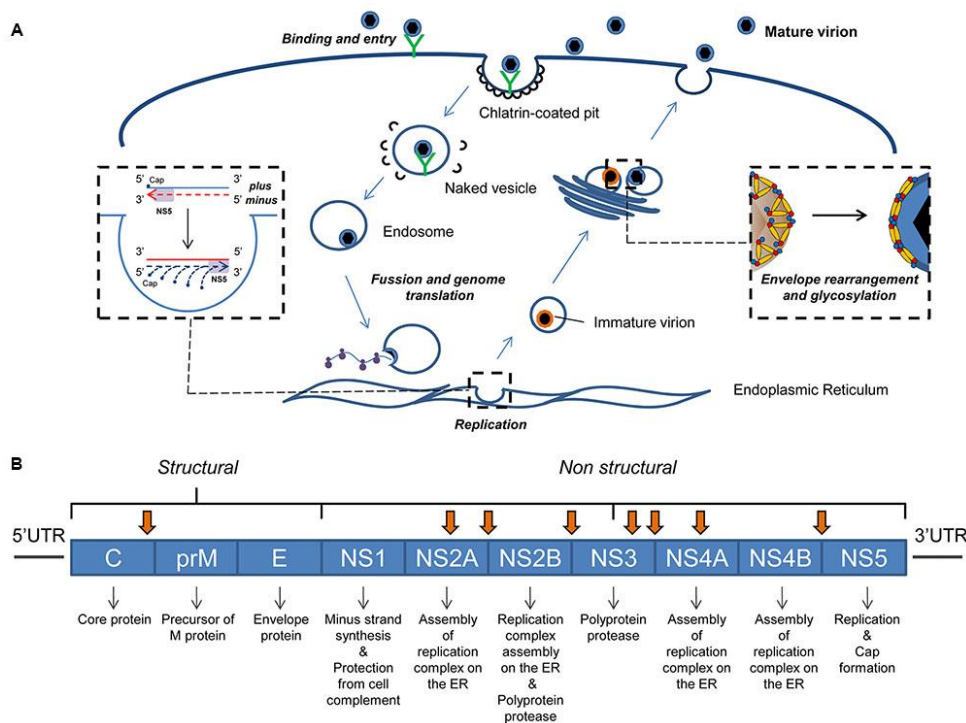 A
Binding and entry
Mature virion
Chlatrin-coated pit
Naked vesicle
Endosome
Fusion and genome
translation
Immature virion
Endoplasmic Reticulum
Replication
5' Cap 3'
plus
3' 5' minus
NS5
3' 5'
5' Cap NS5 3'
Envelope rearrangement
and glycosylation
B
Structural
Non structural
5'UTR
3'UTR
C prM E NS1 NS2A NS2B NS3 NS4A NS4B NS5
Core protein
Precursor of
M protein
Envelope
protein
Minus strand
synthesis
&
Protection
from cell
complement
Assembly
of
replication
complex on
the ER
Replication
complex
assembly
on the ER
&
Polyprotein
protease
Polyprotein
protease
Assembly
of
replication
complex on
the ER
Assembly
of
replication
complex on
the ER
Replication
&
Cap
formation